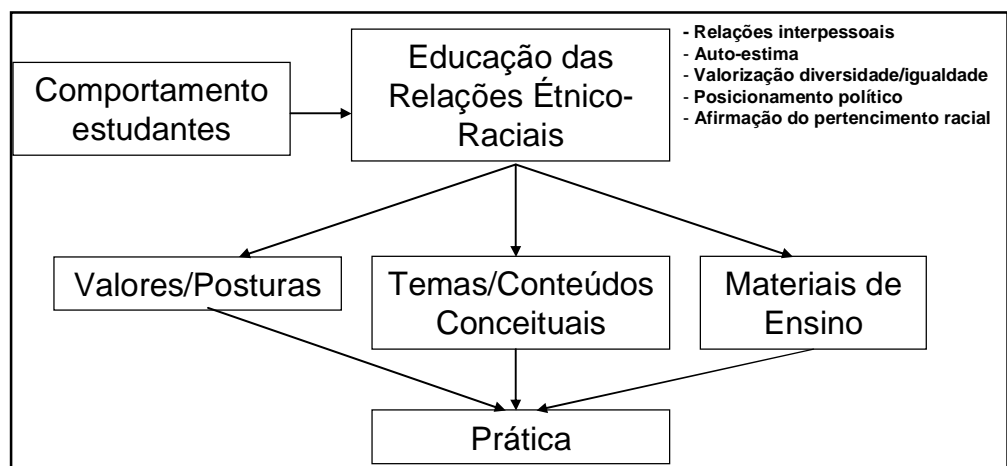 Comportamento
estudantes
Educação das
Relações Étnico-
Raciais
- Relações interpessoais
- Auto-estima
- Valorização diversidade/igualdade
- Posicionamento político
- Afirmação do pertencimento racial
Valores/Posturas
Temas/Conteúdos
Conceituais
Materiais de
Ensino
Prática